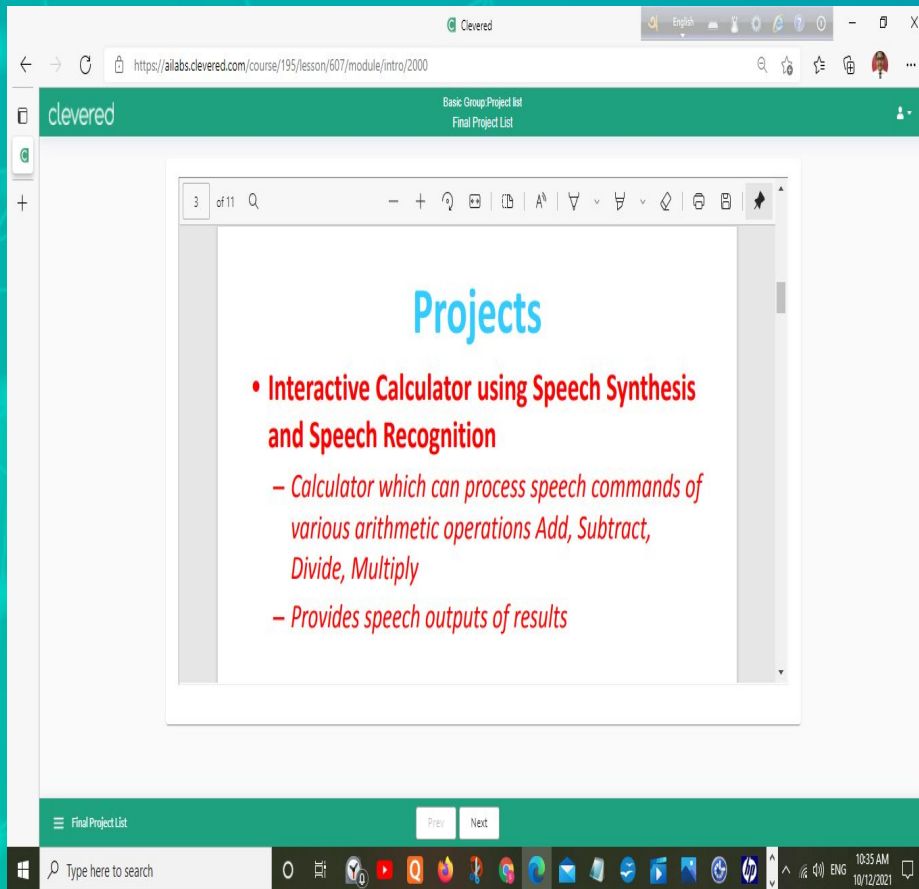 Clevered
English
https://ailabs.clevered.com/course/195/lesson/607/module/intro/2000
clevered
Basic Group:Project list
Final Project List
3 of 11
Projects
• Interactive Calculator using Speech Synthesis
and Speech Recognition
– Calculator which can process speech commands of
various arithmetic operations Add, Subtract,
Divide, Multiply
– Provides speech outputs of results
Final Project List
Prev Next
Type here to search
ENG
10:35 AM
10/12/2021